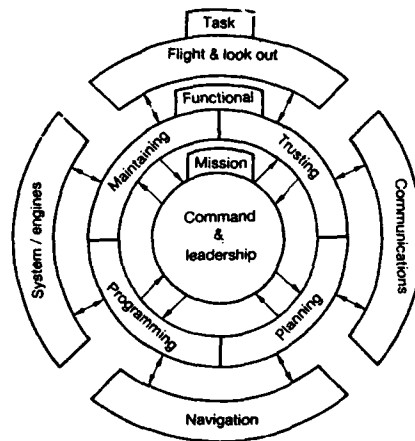 Task
Flight & look out
Functional
Maintaining
Trusting
Mission
Command
&
leadership
System / engines
Communications
Programming
Planning
Navigation